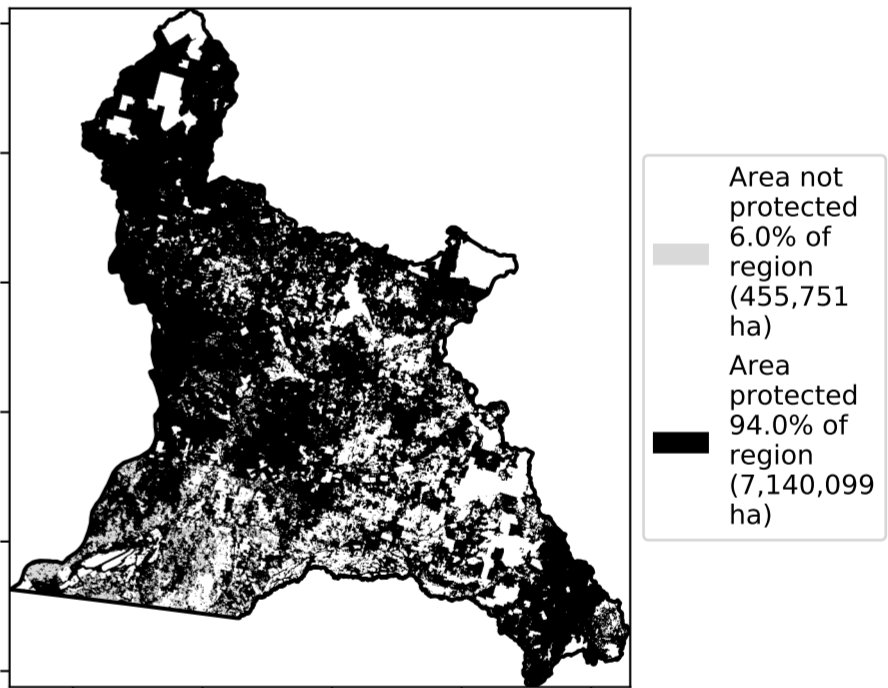 Area not
protected
6.0% of
region
(455,751
ha)
Area
protected
94.0% of
region
(7,140,099
ha)